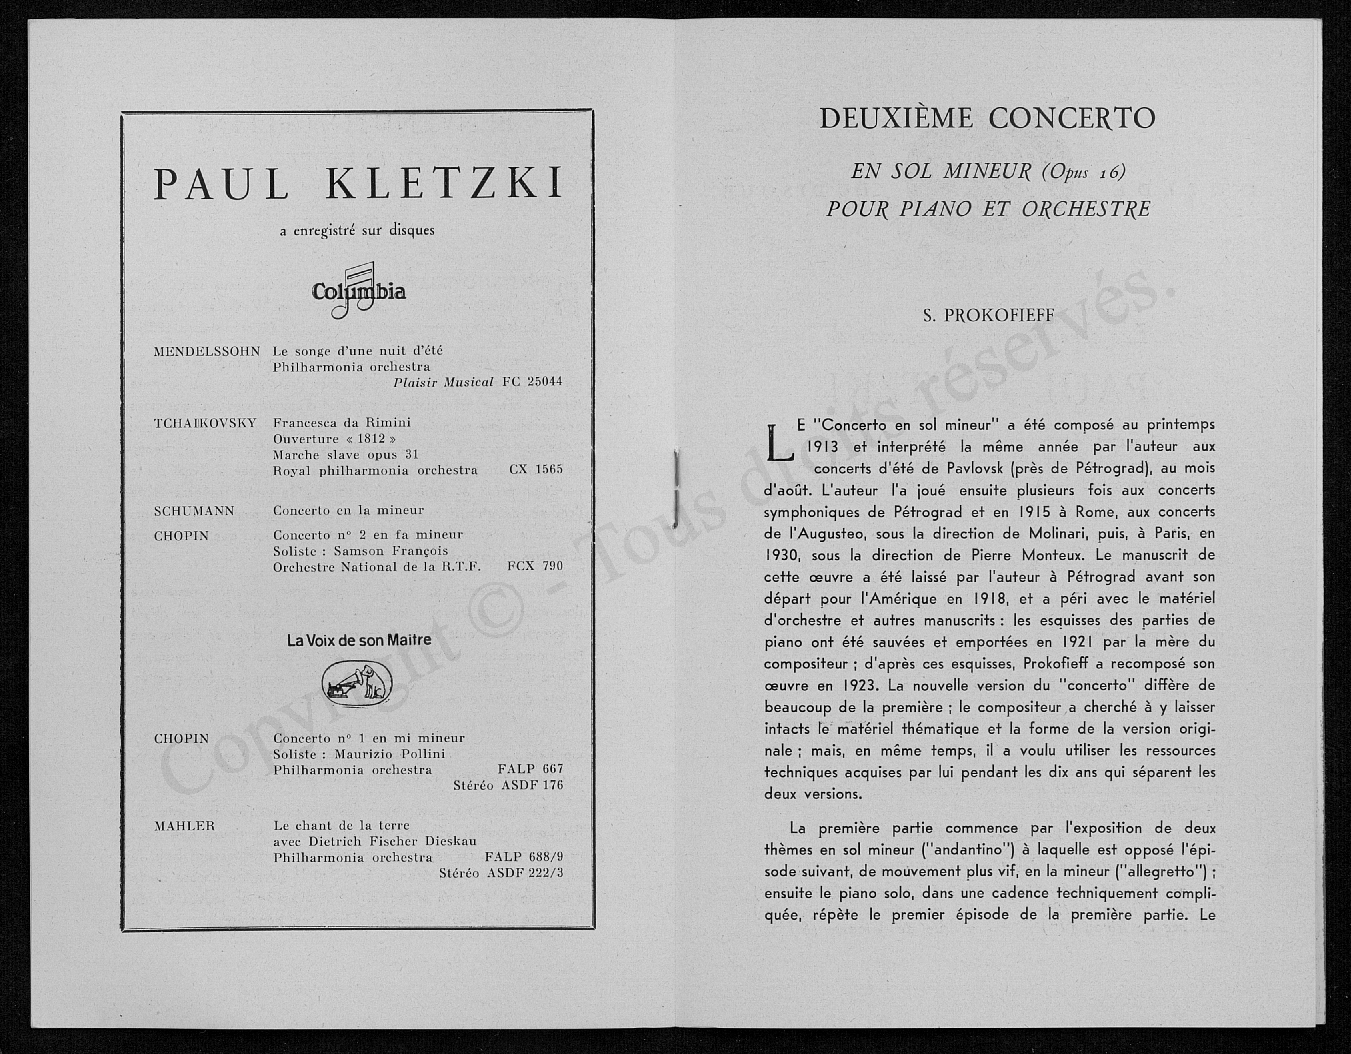 PAUL KLETZKI
a enregistré sur disques
Columbia
MENDELSSOHN Le songe d'une nuit d'été
Philharmonia orchestra
Plaisir Musical FC 25044
TCHAIKOVSKY Francesca da Rimini
Ouverture « 1812 »
Marche slave opus 31
Royal philharmonia orchestra CX 1565
SCHUMANN Concerto en la mineur
CHOPIN Concerto n° 2 en fa mineur
Soliste : Samson François
Orchestre National de la R.T.F. FCX 790
La Voix de son Maître
CHOPIN Concerto n° 1 en mi mineur
Soliste : Maurizio Pollini
Philharmonia orchestra FALP 667
Stéréo ASDF 176
MAHLER Le chant de la terre
avec Dietrich Fischer Dieskau
Philharmonia orchestra FALP 688/9
Stéréo ASDF 222/3
DEUXIÈME CONCERTO
EN SOL MINEUR (Opus 16)
POUR PIANO ET ORCHESTRE
S. PROKOFIEFF
LE "Concerto en sol mineur" a été composé au printemps
1913 et interprété la même année par l'auteur aux
concerts d'été de Pavlovsk (près de Pétrograd), au mois
d'août. L'auteur l'a joué ensuite plusieurs fois aux concerts
symphoniques de Pétrograd et en 1915 à Rome, aux concerts
de l'Augusteo, sous la direction de Molinari, puis, à Paris, en
1930, sous la direction de Pierre Monteux. Le manuscrit de
cette œuvre a été laissé par l'auteur à Pétrograd avant son
départ pour l'Amérique en 1918, et a péri avec le matériel
d'orchestre et autres manuscrits : les esquisses des parties de
piano ont été sauvées et emportées en 1921 par la mère du
compositeur ; d'après ces esquisses, Prokofieff a recomposé son
œuvre en 1923. La nouvelle version du "concerto" diffère de
beaucoup de la première ; le compositeur a cherché à y laisser
intacts le matériel thématique et la forme de la version origi-
nale ; mais, en même temps, il a voulu utiliser les ressources
techniques acquises par lui pendant les dix ans qui séparent les
deux versions.
La première partie commence par l'exposition de deux
thèmes en sol mineur ("andantino") à laquelle est opposé l'épi-
sode suivant, de mouvement plus vif, en la mineur ("allegretto") ;
ensuite le piano solo, dans une cadence techniquement compli-
quée, répète le premier épisode de la première partie. Le
Copyright © - Tous droits réservés.